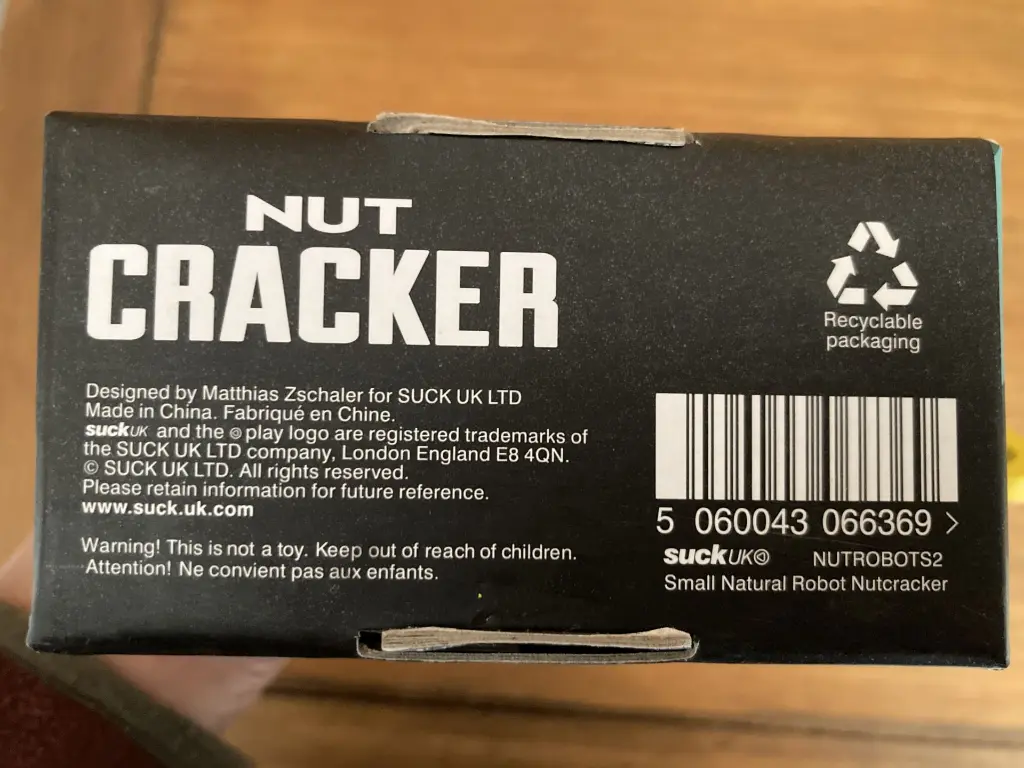 NUT
CRACKER
Designed by Matthias Zschaler for SUCK UK LTD
Made in China. Fabriqué en Chine.
suckUK and the ℗ play logo are registered trademarks of
the SUCK UK LTD company, London England E8 4QN.
© SUCK UK LTD. All rights reserved.
Please retain information for future reference.
www.suck.uk.com
Warning! This is not a toy. Keep out of reach of children.
Attention! Ne convient pas aux enfants.
Recyclable
packaging
5 060043 066369 >
suckUK© NUTROBOTS2
Small Natural Robot Nutcracker